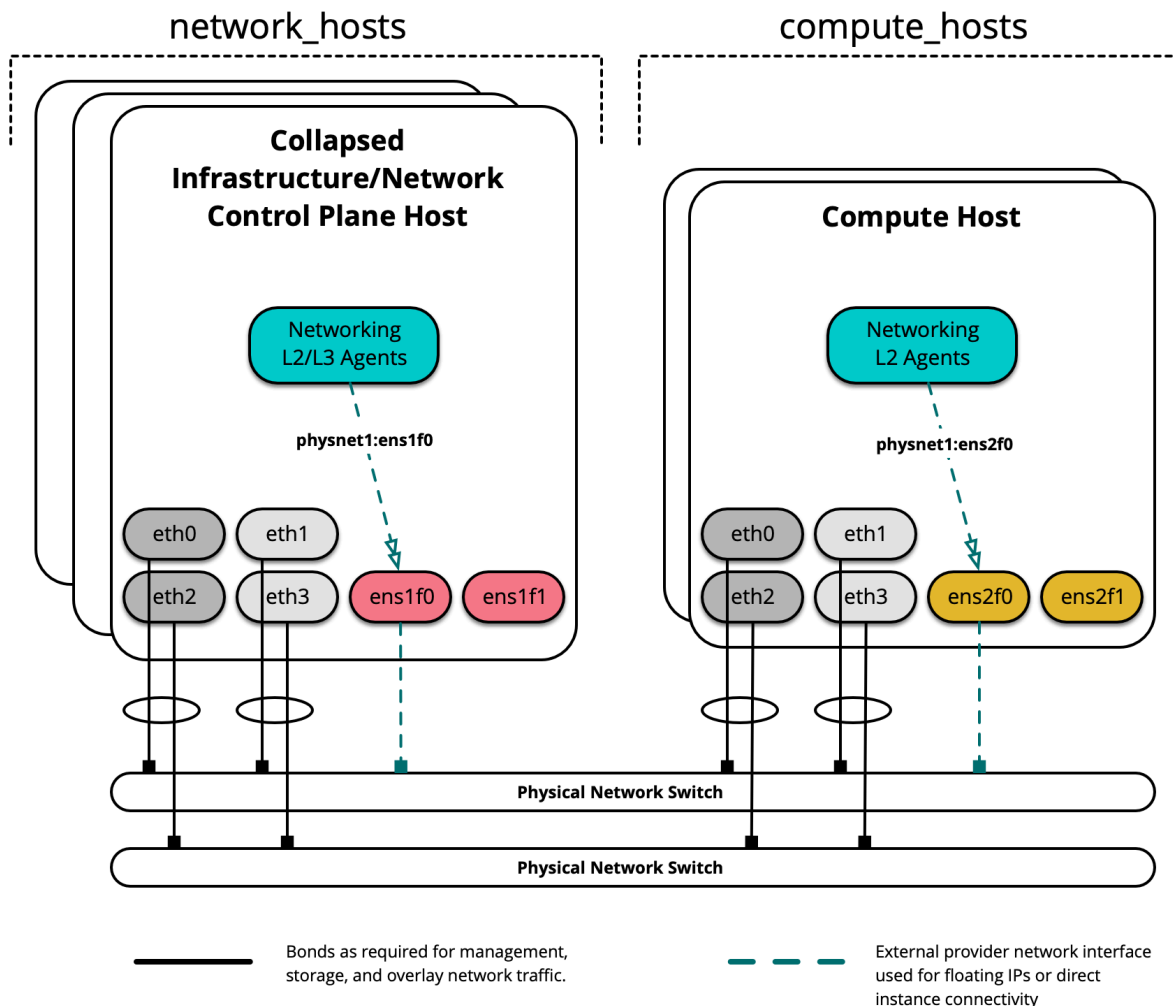 network_hosts
compute_hosts
Collapsed
Infrastructure/Network
Control Plane Host
Compute Host
Networking
L2/L3 Agents
Networking
L2 Agents
physnet1:ens1f0
physnet1:ens2f0
eth0
eth1
eth0
eth1
eth2
eth3
ens1f0
ens1f1
eth2
eth3
ens2f0
ens2f1
Physical Network Switch
Physical Network Switch
Bonds as required for management,
storage, and overlay network traffic.
External provider network interface
used for floating IPs or direct
instance connectivity